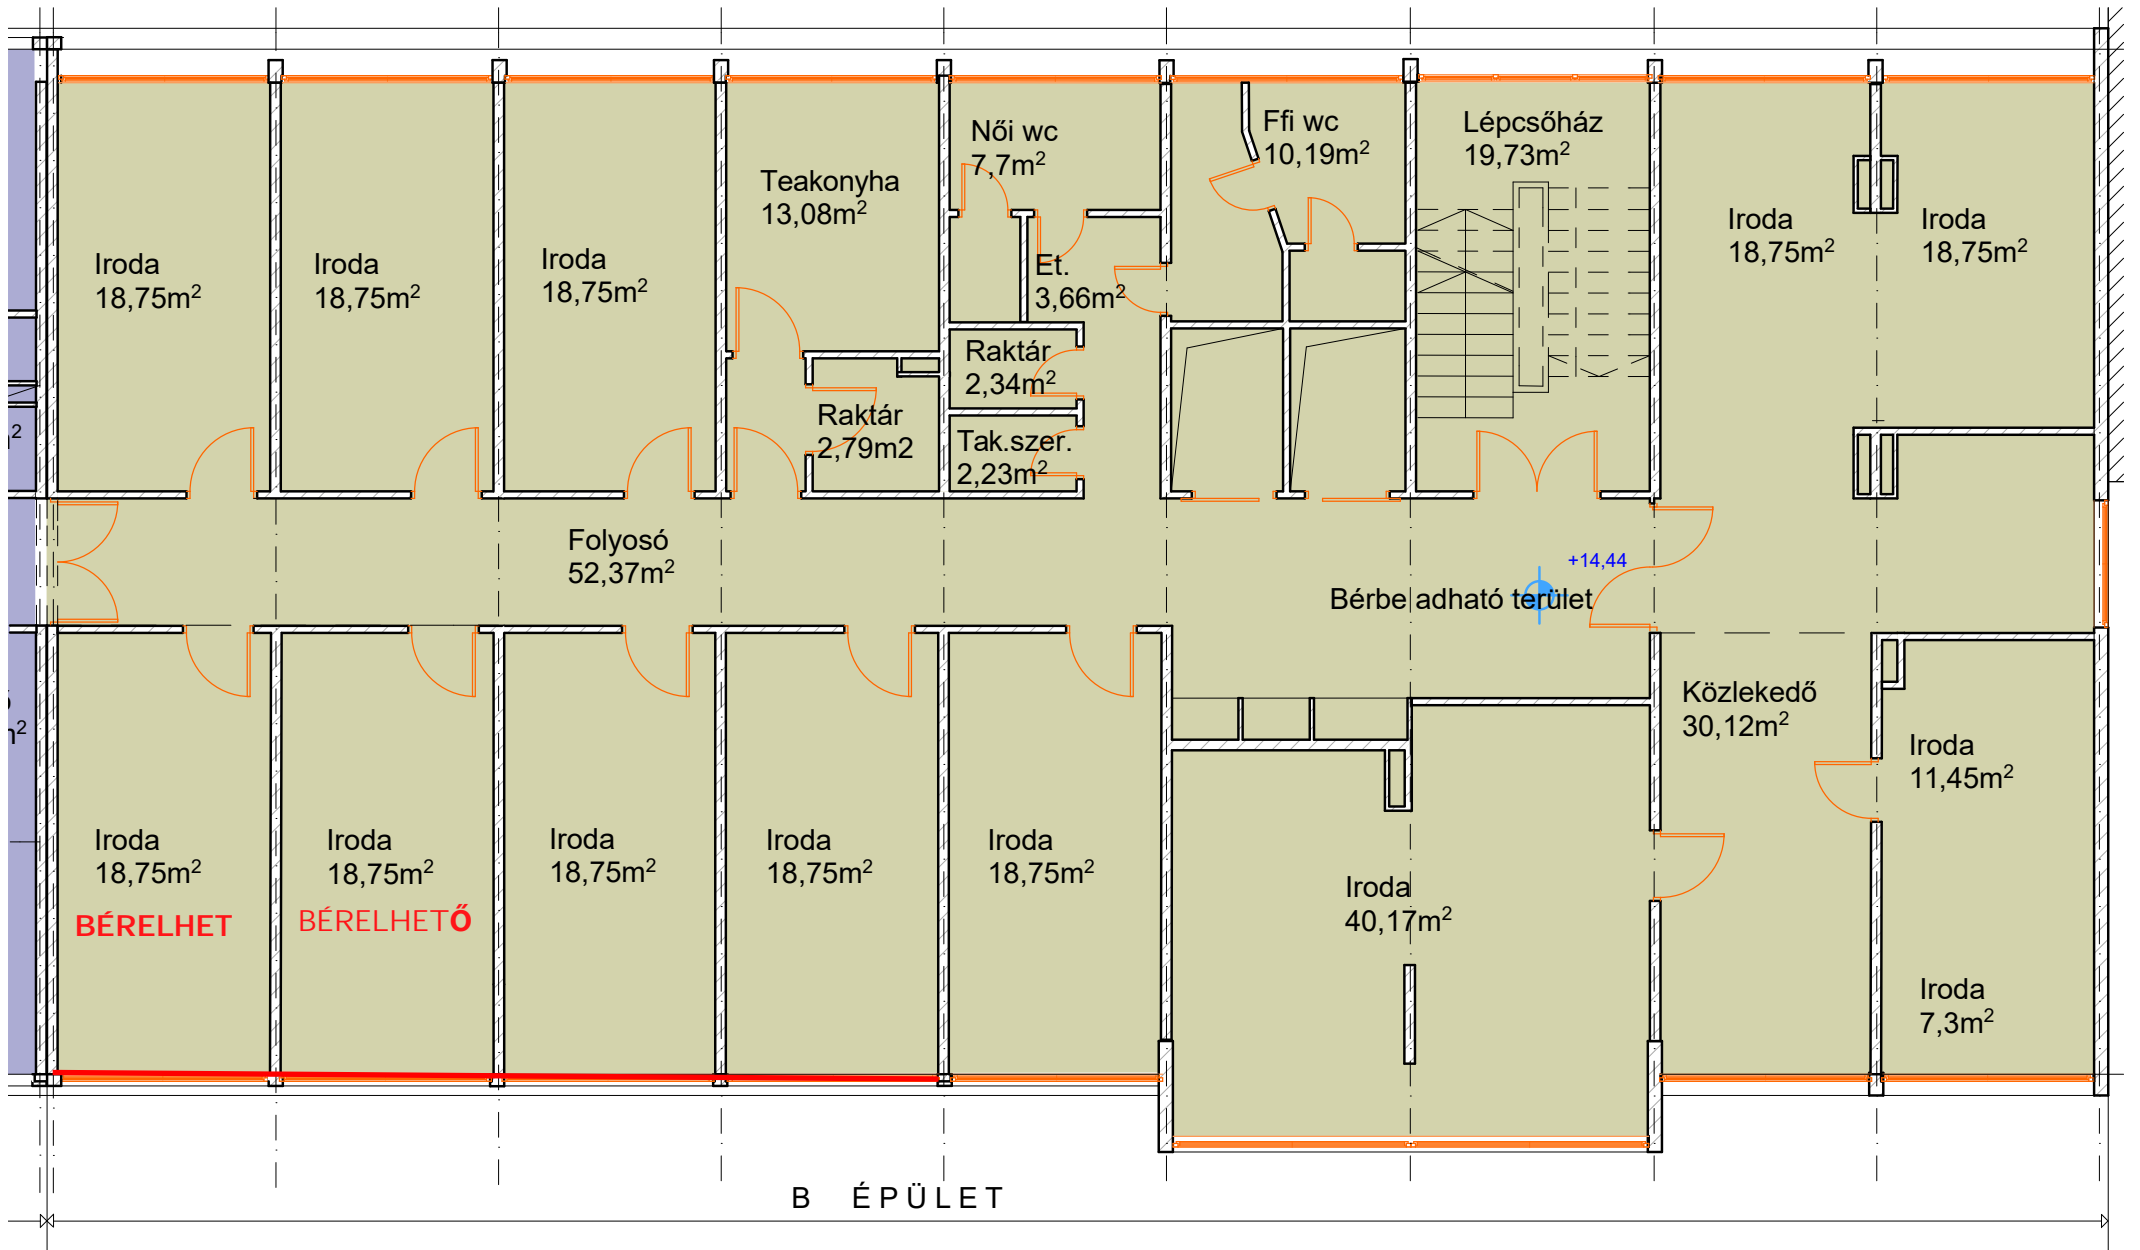 Női wc
7,7m²
Ffi wc
10,19m²
Lépcsőház
19,73m²
Teakonyha
13,08m²
Iroda
18,75m²
Iroda
18,75m²
Iroda
18,75m²
Iroda
18,75m²
Iroda
18,75m²
Et.
3,66m²
Raktár
2,34m²
Raktár
2,79m2
Tak.szer.
2,23m²
m²
Folyosó
52,37m²
+14,44
Bérbe adható terület
Közlekedő
30,12m²
Iroda
11,45m²
Iroda
18,75m²
BÉRELHET
Iroda
18,75m²
BÉRELHETŐ
Iroda
18,75m²
Iroda
18,75m²
Iroda
18,75m²
Iroda
40,17m²
Iroda
7,3m²
B ÉPÜLET